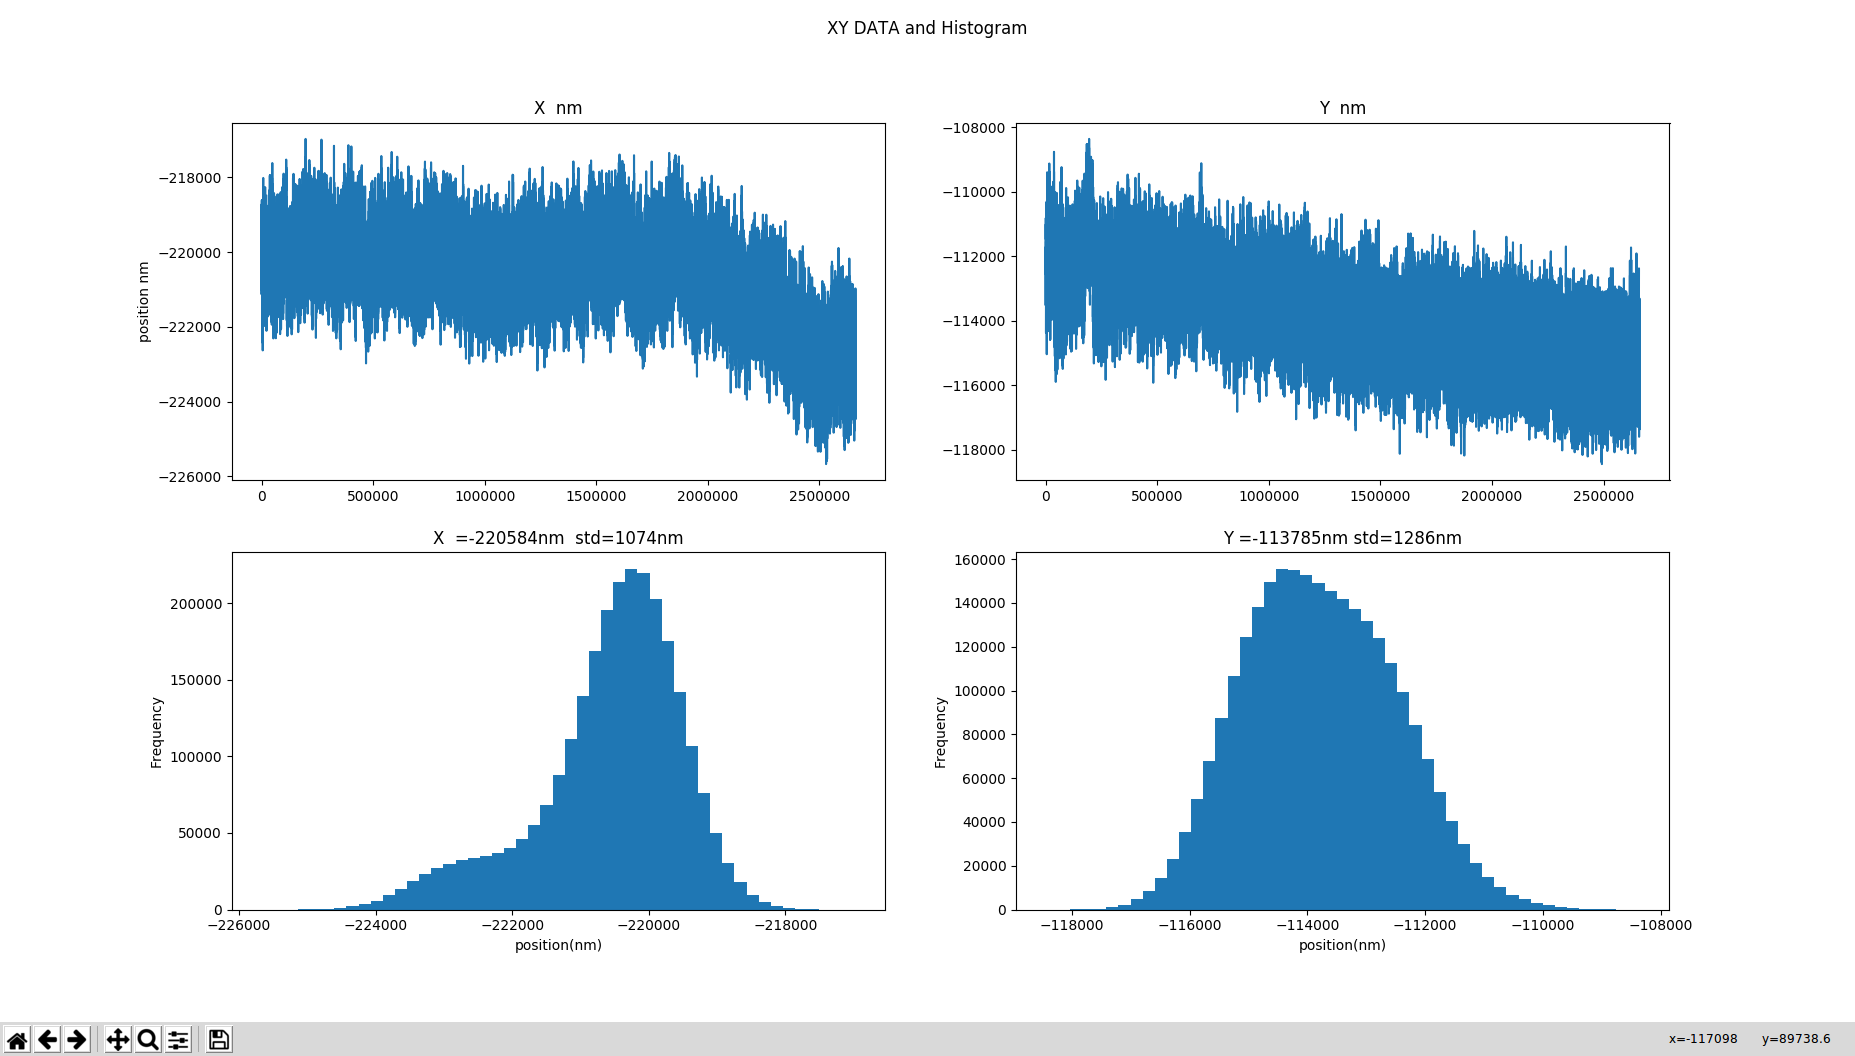 XY DATA and Histogram
X  nm
−218000
−220000
−222000
−224000
−226000
position nm
0 500000 1000000 1500000 2000000 2500000
Y  nm
−108000
−110000
−112000
−114000
−116000
−118000
0 500000 1000000 1500000 2000000 2500000
X  =-220584nm  std=1074nm
200000
150000
100000
50000
0
Frequency
−226000 −224000 −222000 −220000 −218000
position(nm)
Y =-113785nm std=1286nm
160000
140000
120000
100000
80000
60000
40000
20000
0
Frequency
−118000 −116000 −114000 −112000 −110000 −108000
position(nm)
x=-117098 y=89738.6